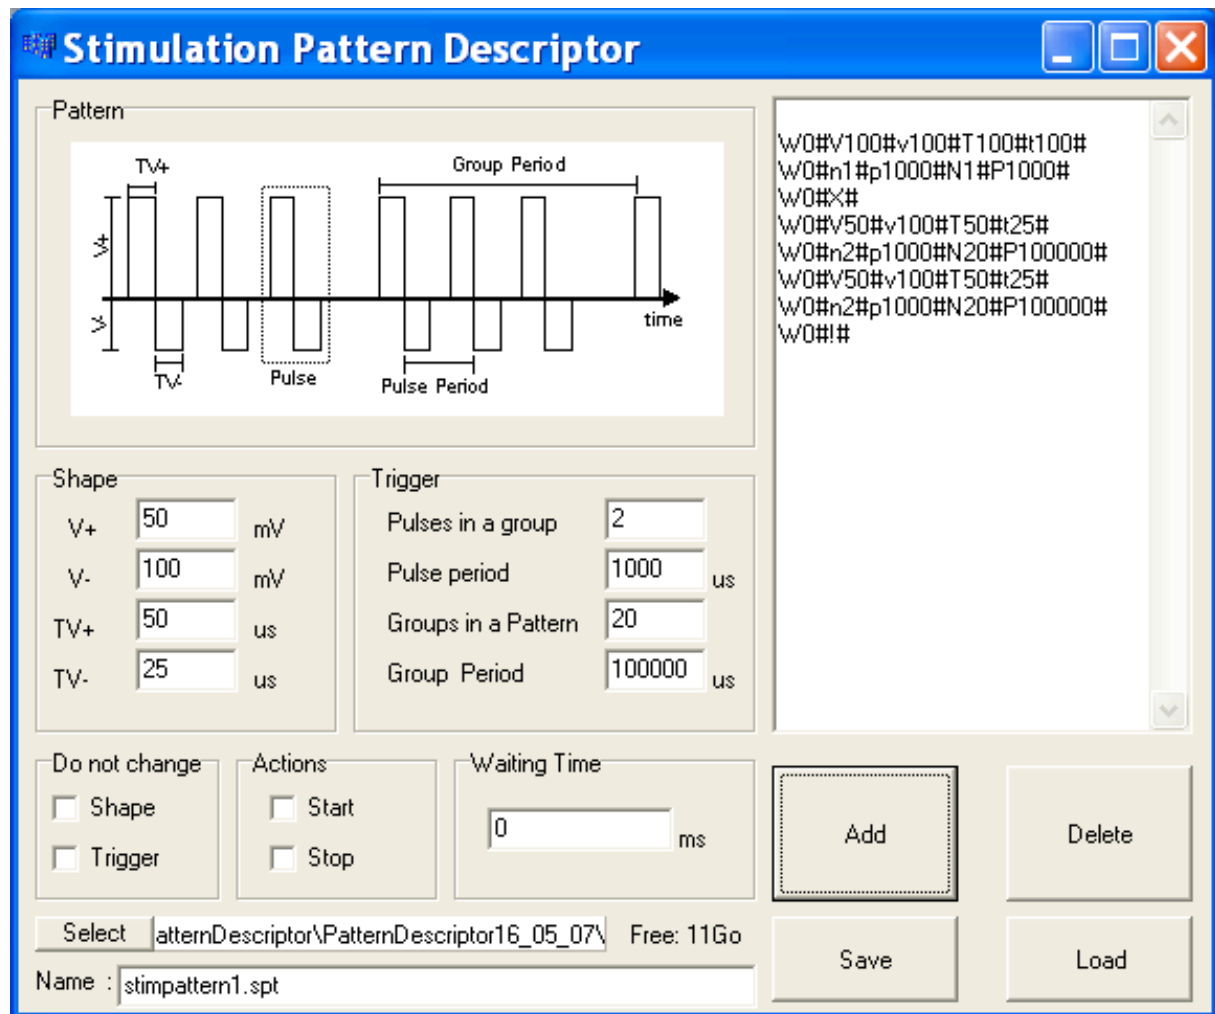 Stimulation Pattern Descriptor
Pattern
TV+
Group Period
V+
V-
time
TV-
Pulse
Pulse Period
W0#V100#v100#T100#t100#
W0#n1#p1000#N1#P1000#
W0#X#
W0#V50#v100#T50#t25#
W0#n2#p1000#N20#P100000#
W0#V50#v100#T50#t25#
W0#n2#p1000#N20#P100000#
W0#!#
Shape
V+ 50 mV
V- 100 mV
TV+ 50 us
TV- 25 us
Trigger
Pulses in a group 2
Pulse period 1000 us
Groups in a Pattern 20
Group Period 100000 us
Do not change
Shape
Trigger
Actions
Start
Stop
Waiting Time
0 ms
Add
Delete
Select atternDescriptor\PatternDescriptor16_05_07\ Free: 11Go
Name : stimpattern1.spt
Save
Load